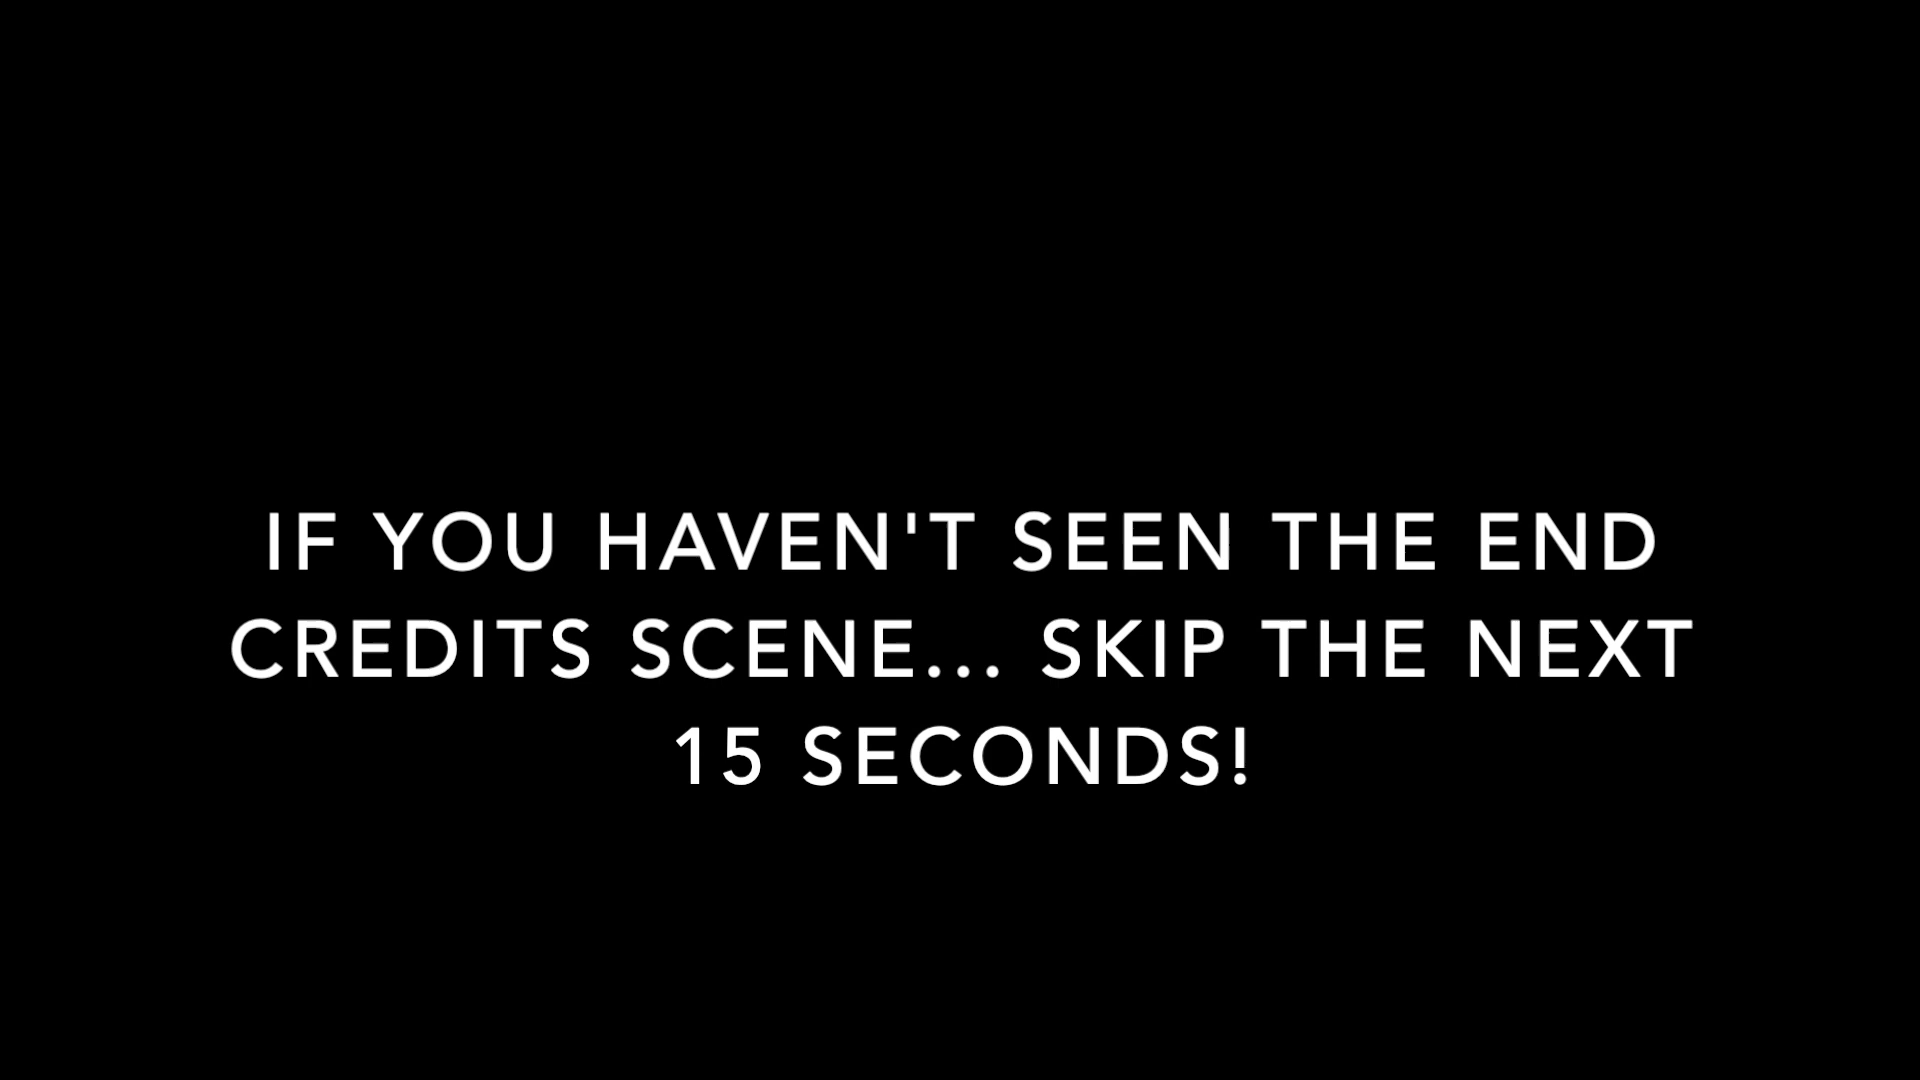 IF YOU HAVEN'T SEEN THE END
CREDITS SCENE... SKIP THE NEXT
15 SECONDS!